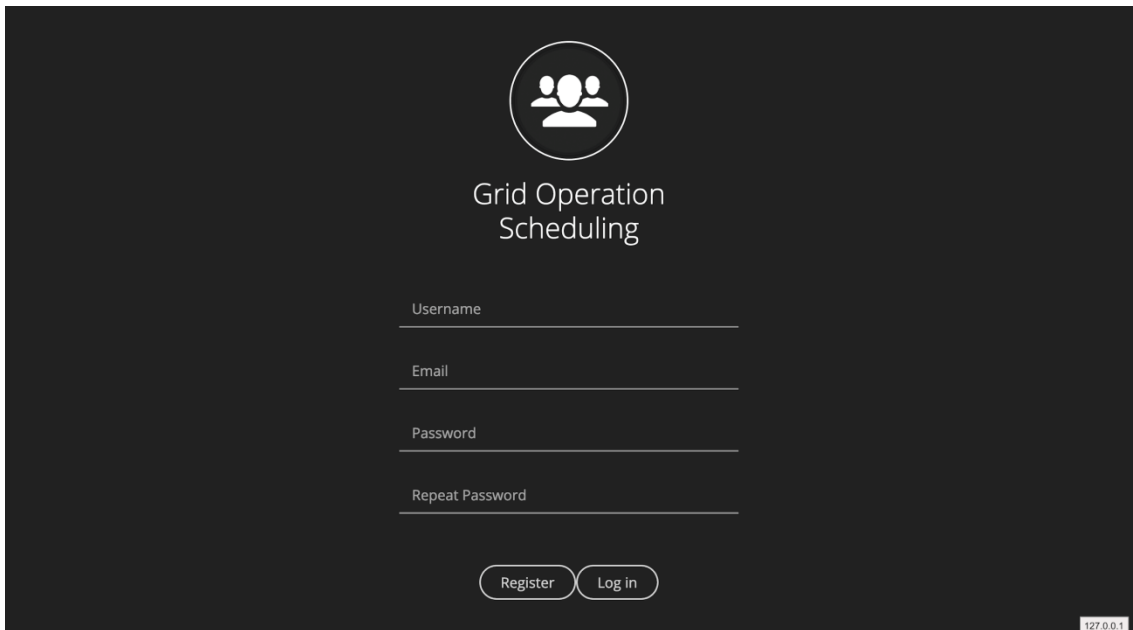 Grid Operation
Scheduling
Username
Email
Password
Repeat Password
Register Log in
127.0.0.1